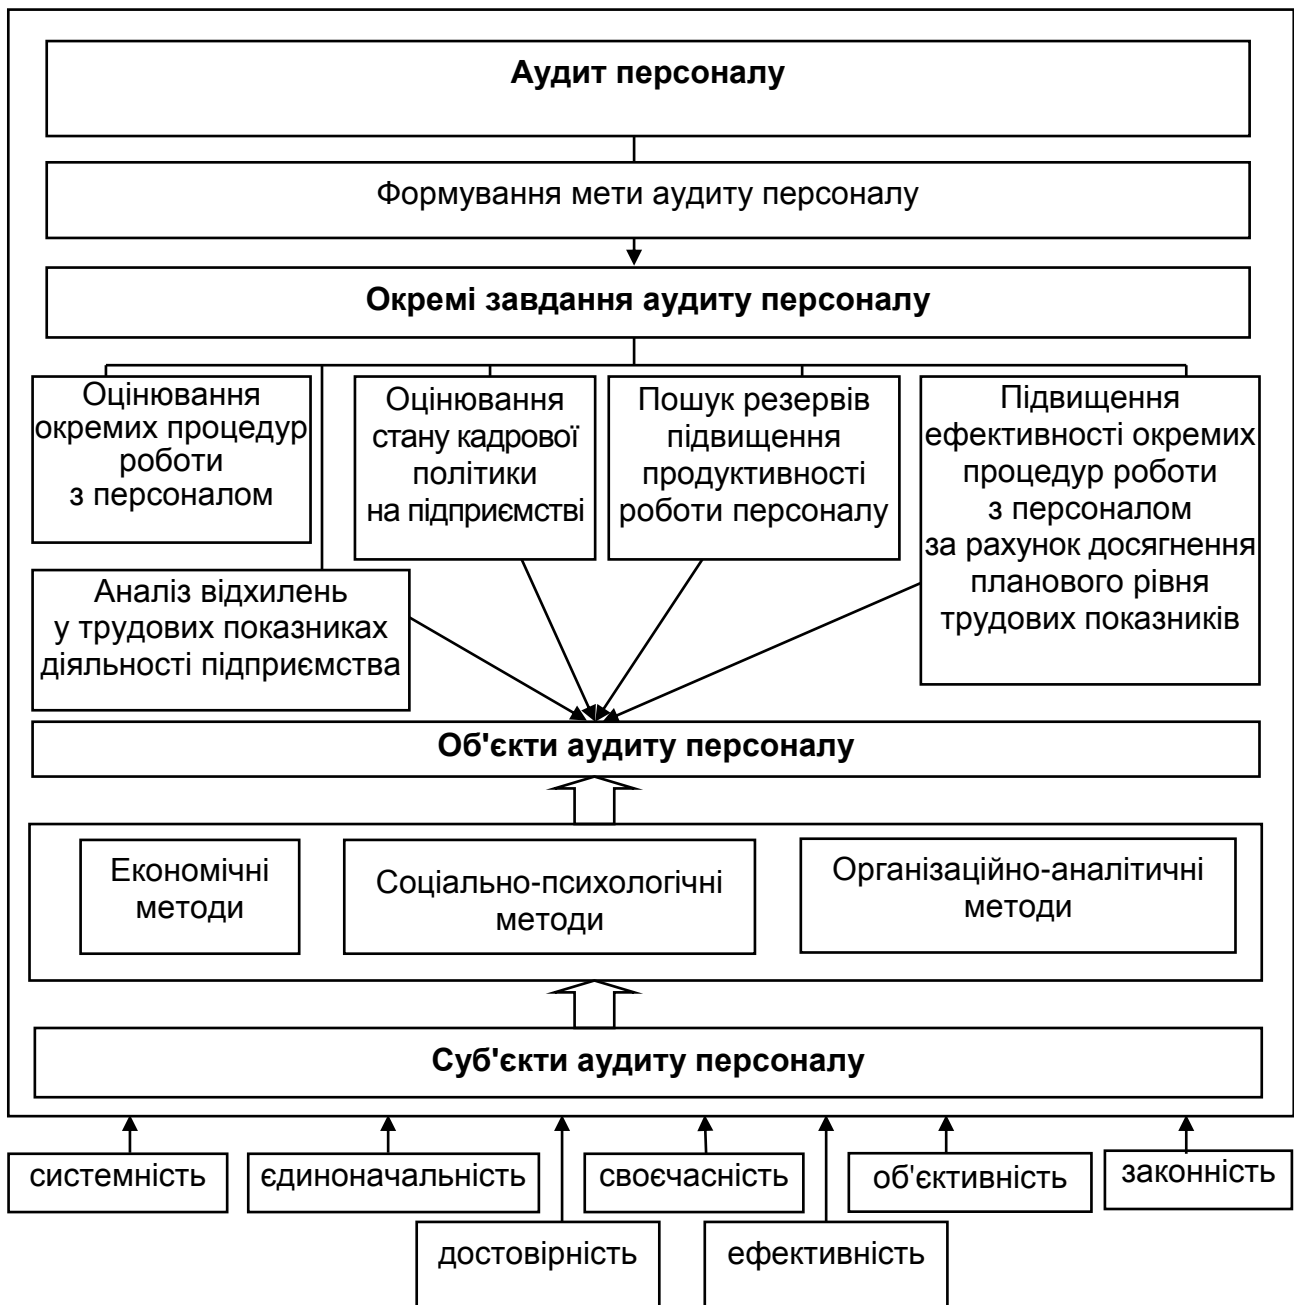 Аудит персоналу
Формування мети аудиту персоналу
Окремі завдання аудиту персоналу
Оцінювання
окремих процедур
роботи
з персоналом
Оцінювання
стану кадрової
політики
на підприємстві
Пошук резервів
підвищення
продуктивності
роботи персоналу
Підвищення
ефективності окремих
процедур роботи
з персоналом
за рахунок досягнення
планового рівня
трудових показників
Аналіз відхилень
у трудових показниках
діяльності підприємства
Об'єкти аудиту персоналу
Економічні
методи
Соціально-психологічні
методи
Організаційно-аналітичні
методи
Суб'єкти аудиту персоналу
системність
єдиноначальність
своєчасність
об'єктивність
законність
достовірність
ефективність